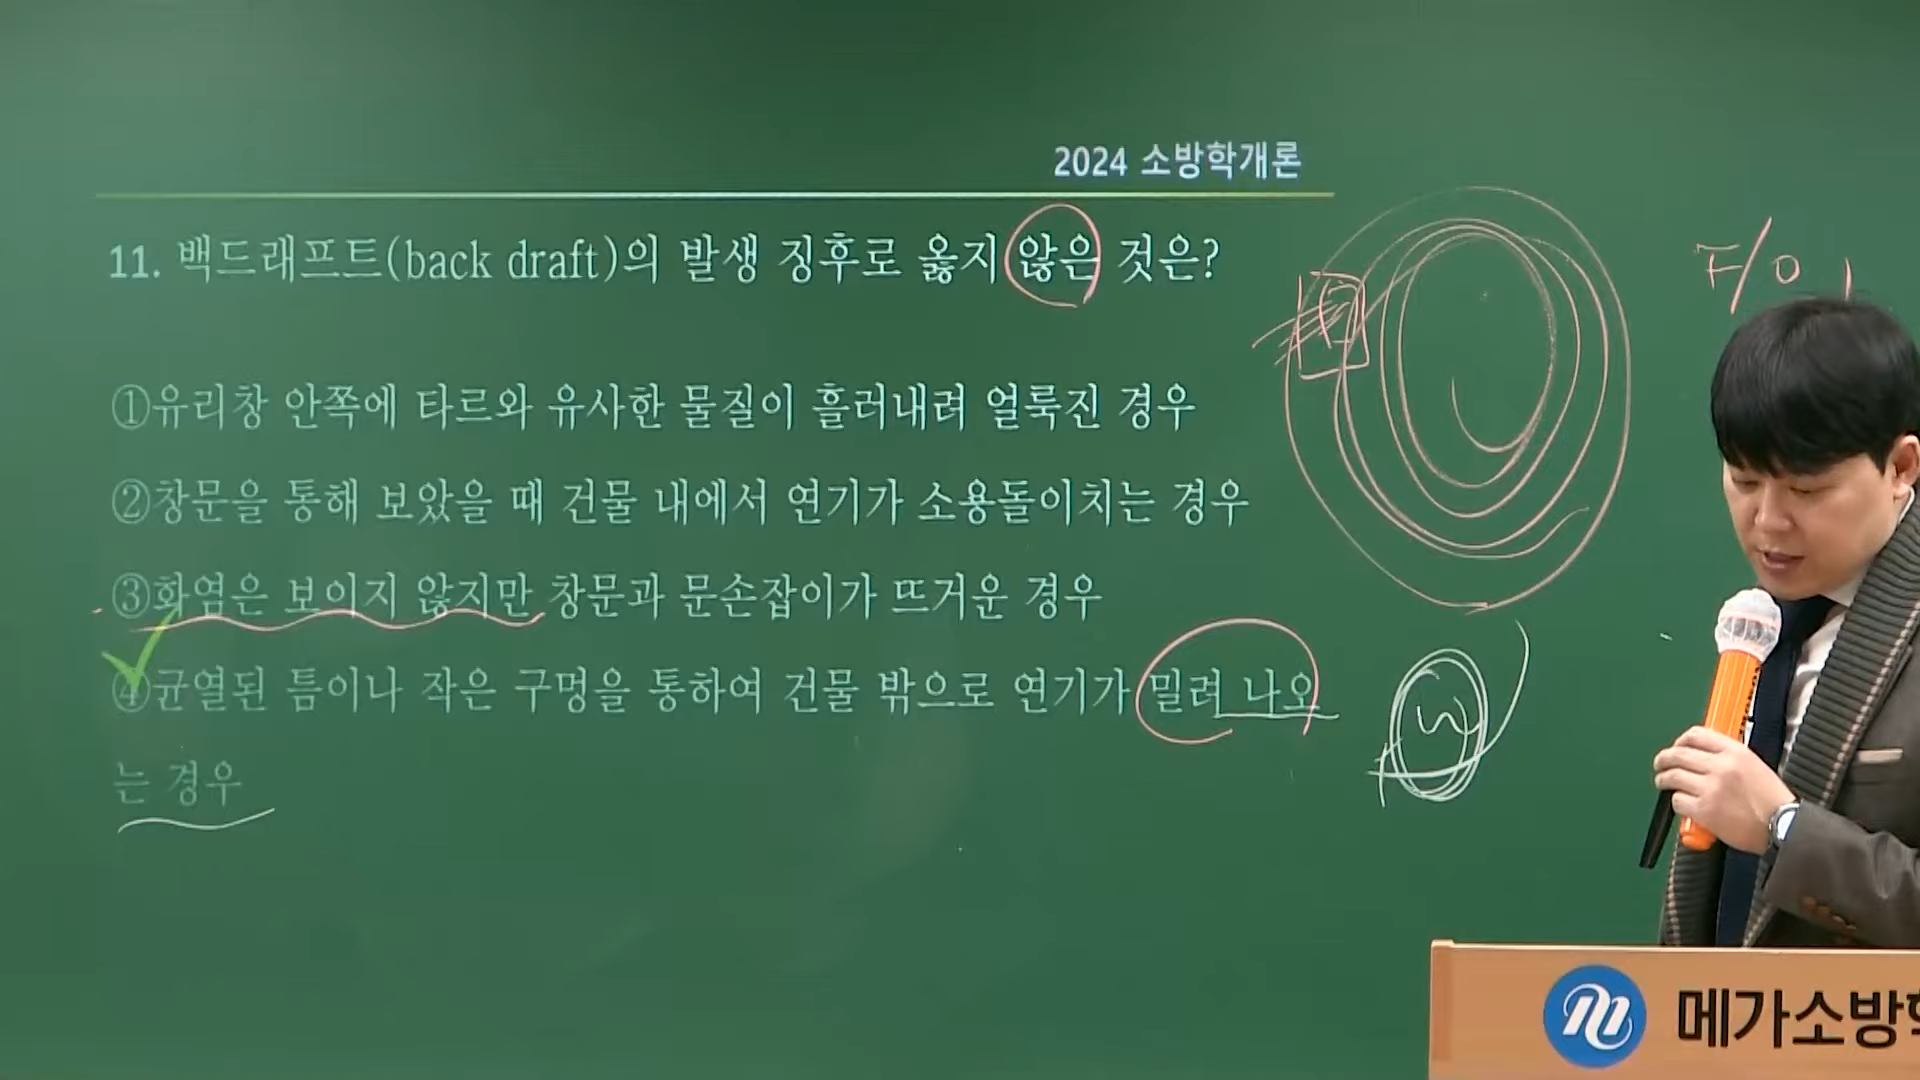 2024 소방학개론
11. 백드래프트(back draft)의 발생 징후로 옳지 않은 것은?
①유리창 안쪽에 타르와 유사한 물질이 흘러내려 얼룩진 경우
②창문을 통해 보았을 때 건물 내에서 연기가 소용돌이치는 경우
③화염은 보이지 않지만 창문과 문손잡이가 뜨거운 경우
④균열된 틈이나 작은 구멍을 통하여 건물 밖으로 연기가 밀려 나오
는 경우
F/O
메가소방학